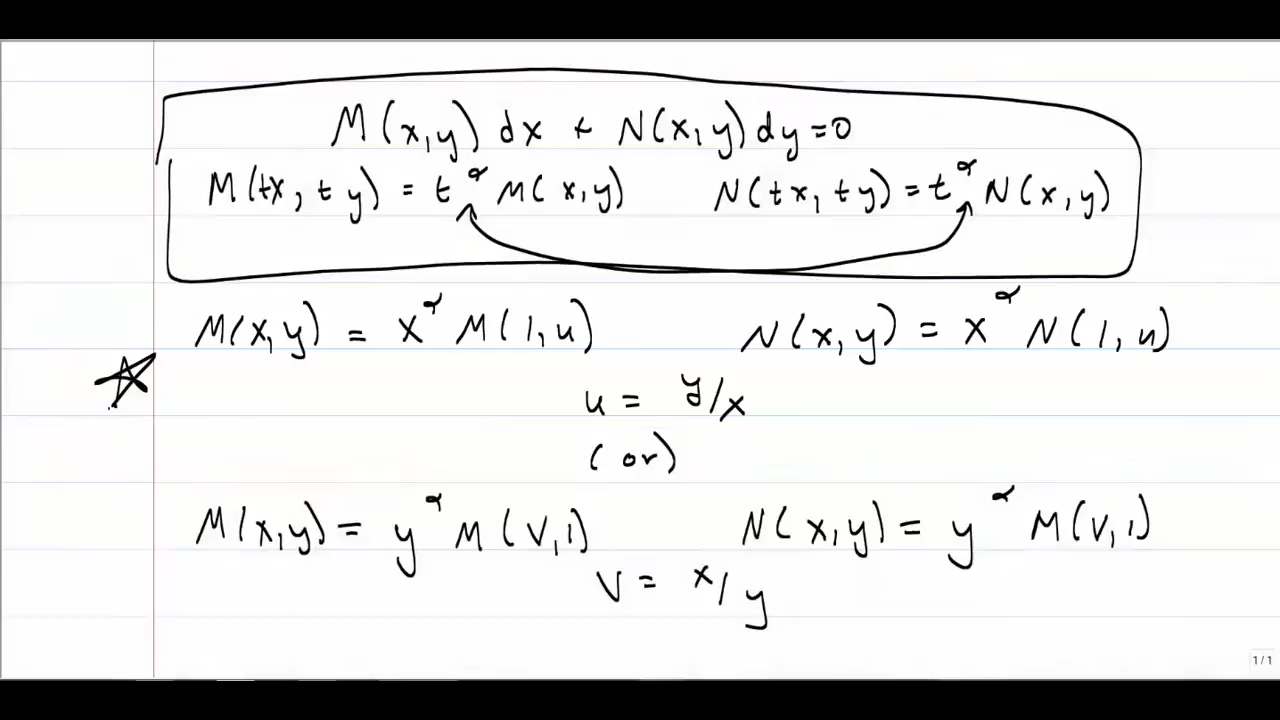 M(x,y) dx + N(x,y) dy = 0
M(tx, ty) = t^α M(x,y) N(tx, ty) = t^α N(x,y)
M(x,y) = x^α M(1,u) N(x,y) = x^α N(1,u)
u = y/x
(or)
M(x,y) = y^α M(v,1) N(x,y) = y^α M(v,1)
v = x/y
1/1